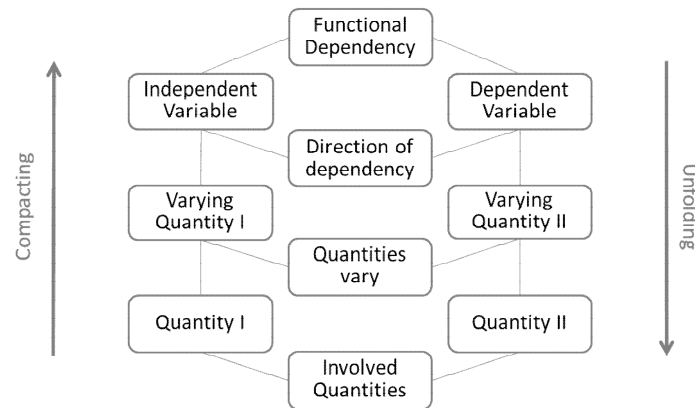 Functional
Dependency
Independent
Variable
Dependent
Variable
Direction of
dependency
Varying
Quantity I
Varying
Quantity II
Quantities
vary
Quantity I
Quantity II
Involved
Quantities
Compacting
Unfolding